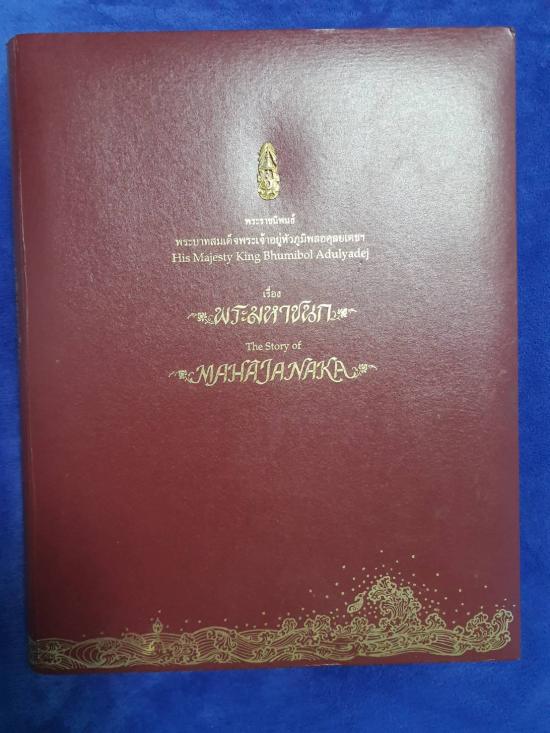 พระราชนิพนธ์
พระบาทสมเด็จพระเจ้าอยู่หัวภูมิพลอดุลยเดชฯ
His Majesty King Bhumibol Adulyadej
เรื่อง
พระมหาชนก
The Story of
MAHAJANAKA